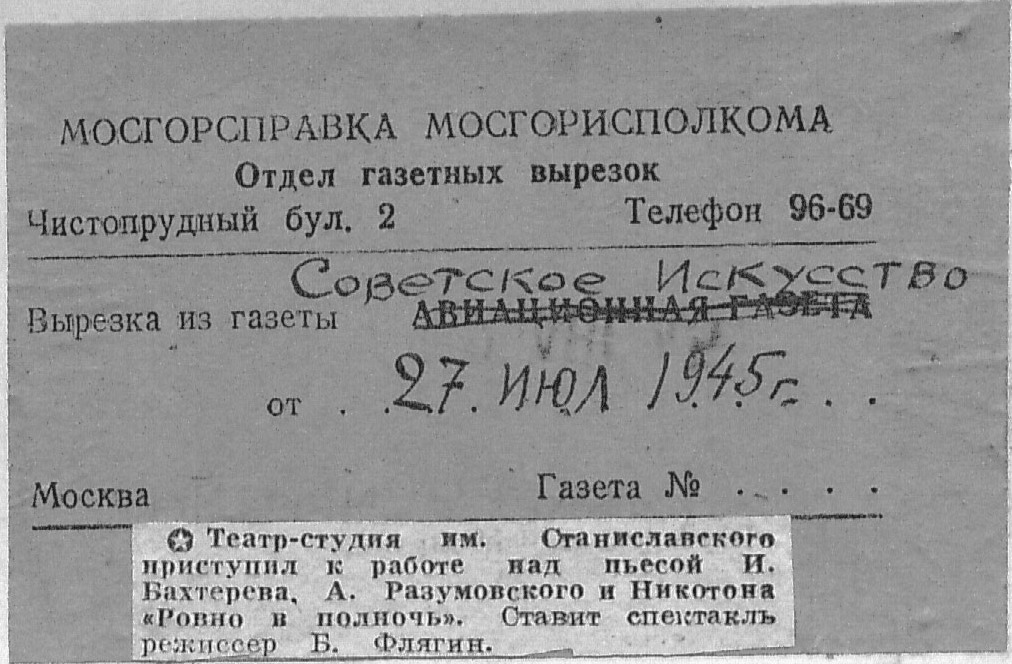 МОСГОРСПРАВКА МОСГОРИСПОЛКОМА
Отдел газетных вырезок
Чистопрудный бул. 2 Телефон 96-69
Советское Искусство
Вырезка из газеты АВИАЦИОННАЯ ГАЗЕТА
от . .27. июл 1945г. . .
Москва Газета № . . . .
Театр-студия им. Станиславского
приступил к работе над пьесой И.
Бахтерева, А. Разумовского и Никотона
«Ровно в полночь». Ставит спектакль
режиссер Б. Флягин.